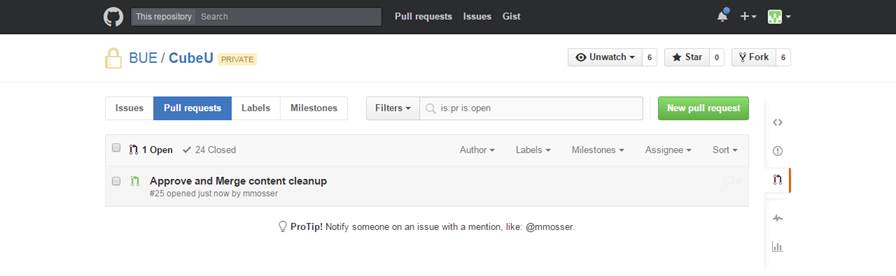 This repository Search Pull requests Issues Gist
BUE / CubeU PRIVATE Unwatch 6 Star 0 Fork 6
Issues Pull requests Labels Milestones Filters is:pr is:open New pull request
1 Open 24 Closed Author Labels Milestones Assignee Sort
Approve and Merge content cleanup
#25 opened just now by mmosser
ProTip! Notify someone on an issue with a mention, like: @mmosser.